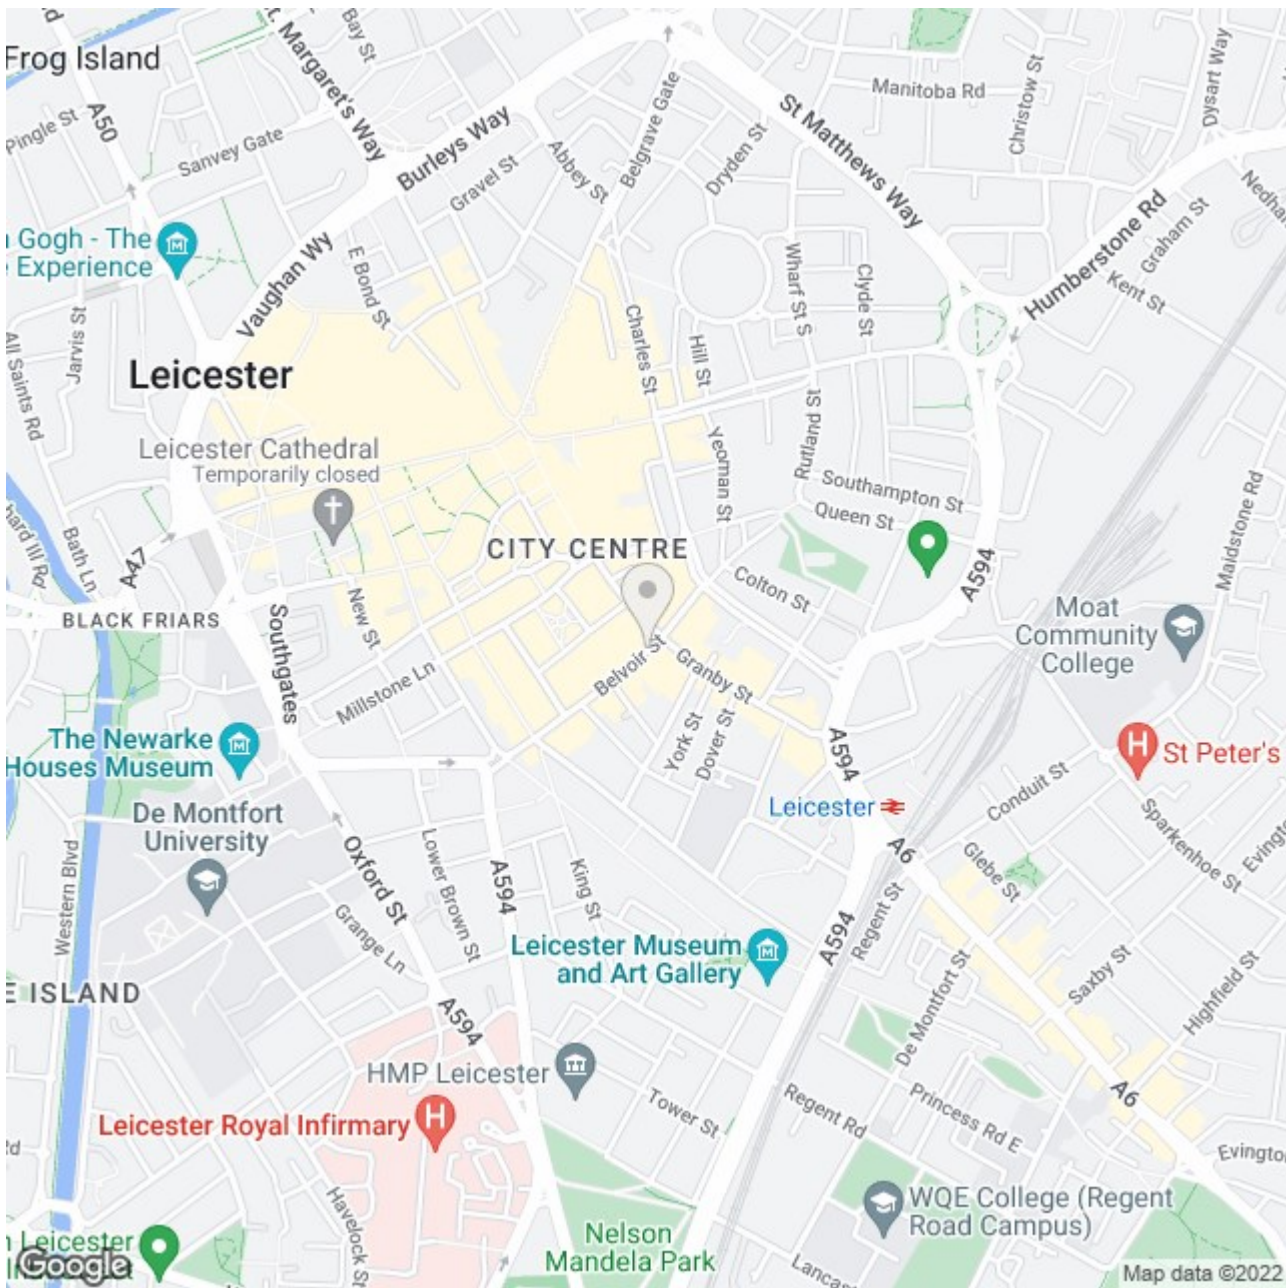 Frog Island
A50
St. Margaret's Way
Bay St
Pingle St
Sanvey Gate
Burleys Way
Gravel St
Abbey St
Belgrave Gate
Dryden St
St Matthews Way
Manitoba Rd
Christow St
Dysart Way
Humberstone Rd
Graham St
Kent St
Gogh - The
Experience
Vaughan Wy
E Bond St
Jarvis St
All Saints Rd
Leicester
Charles St
Hill St
Wharf St S
Clyde St
Rutland St
Yeoman St
Southampton St
Queen St
Leicester Cathedral
Temporarily closed
CITY CENTRE
Colton St
A594
Maidstone Rd
Bath Ln
A47
BLACK FRIARS
Southgates
New St
Millstone Ln
Belvoir St
Granby St
York St
Dover St
Moat
Community
College
The Newarke
Houses Museum
De Montfort
University
A594
Leicester
St Peter's
Conduit St
Sparkenhoe St
A6
Glebe St
Western Blvd
Oxford St
Lower Brown St
A594
King St
Grange Ln
Leicester Museum
and Art Gallery
A594
Regent St
De Montfort St
Saxby St
Highfield St
E ISLAND
A594
HMP Leicester
Leicester Royal Infirmary
Tower St
Regent Rd
Princess Rd E
A6
Havelock St
Nelson
Mandela Park
WQE College (Regent
Road Campus)
Leicester
Google
Map data ©2022